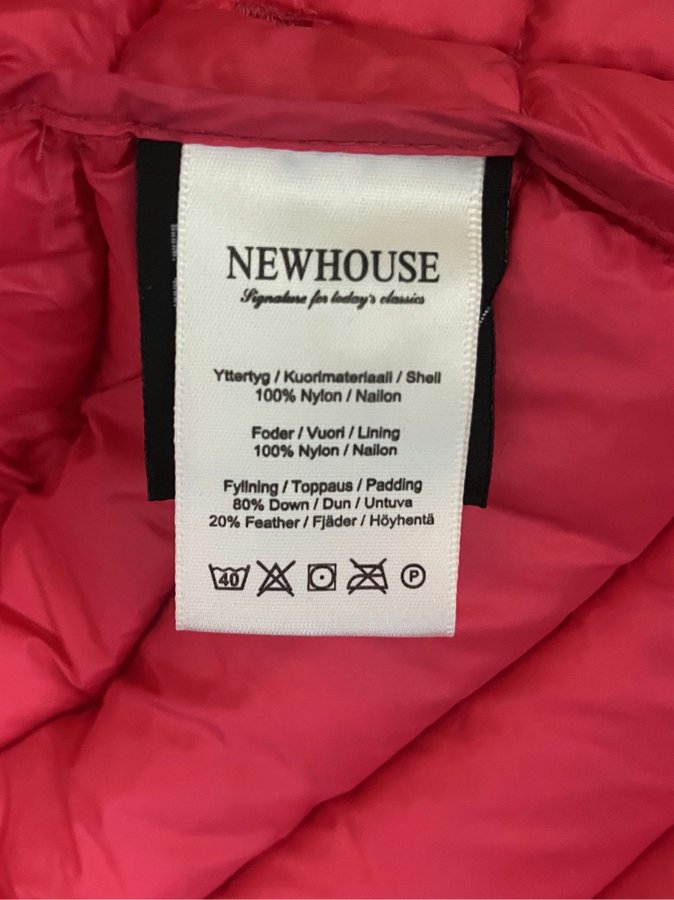 NEWHOUSE
Signature for today's classics
Yttertyg / Kuorimateriaali / Shell
100% Nylon / Nailon
Foder / Vuori / Lining
100% Nylon / Nailon
Fyllning / Toppaus / Padding
80% Down / Dun / Untuva
20% Feather / Fjäder / Höyhentä
40 P